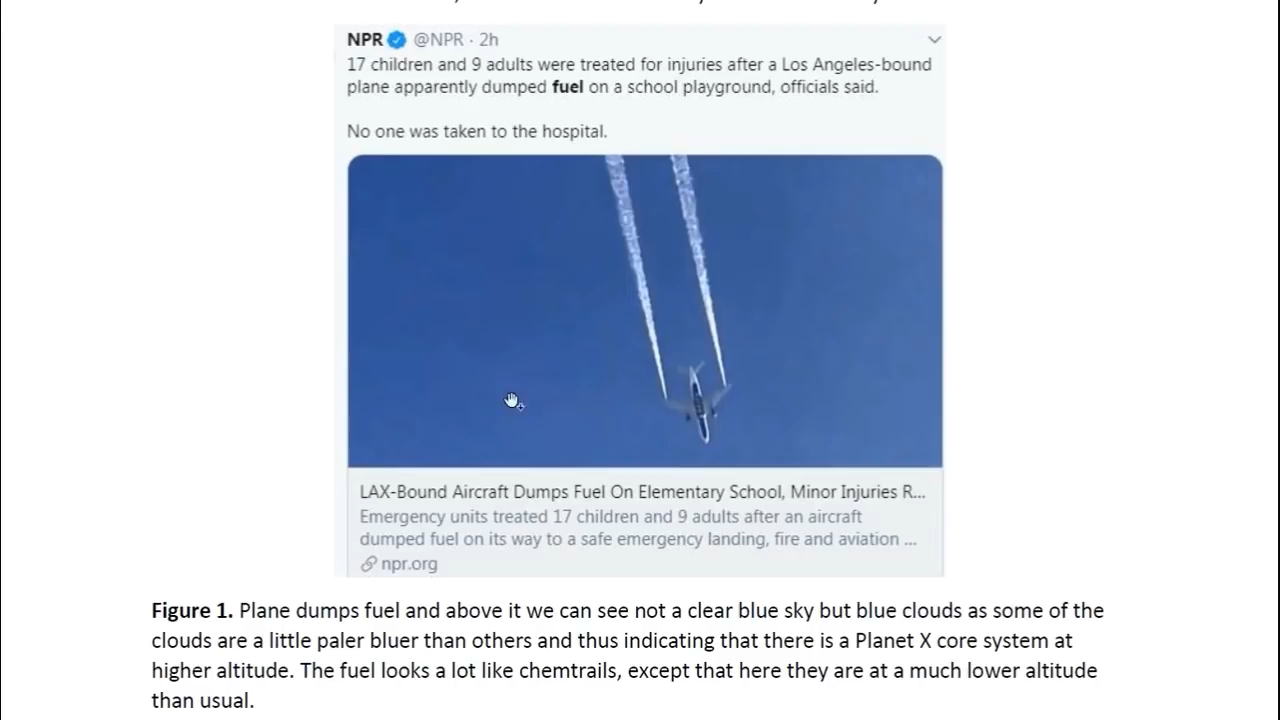 NPR @NPR · 2h
17 children and 9 adults were treated for injuries after a Los Angeles-bound
plane apparently dumped fuel on a school playground, officials said.
No one was taken to the hospital.
LAX-Bound Aircraft Dumps Fuel On Elementary School, Minor Injuries R...
Emergency units treated 17 children and 9 adults after an aircraft
dumped fuel on its way to a safe emergency landing, fire and aviation ...
npr.org
Figure 1. Plane dumps fuel and above it we can see not a clear blue sky but blue clouds as some of the
clouds are a little paler bluer than others and thus indicating that there is a Planet X core system at
higher altitude. The fuel looks a lot like chemtrails, except that here they are at a much lower altitude
than usual.